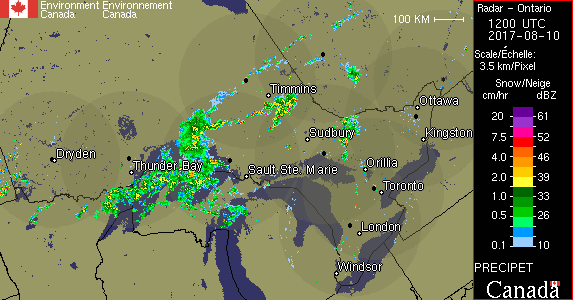 Environment Environnement
Canada Canada
100 KM
Timmins
Ottawa
Sudbury
Kingston
Dryden
Thunder Bay
Sault Ste. Marie
Orillia
Toronto
London
Windsor
Radar - Ontario
1200 UTC
2017-08-10
Scale/Échelle:
3.5 km/Pixel
Snow/Neige
cm/hr dBZ
20 61
10 57
7.5 52
4.0 46
2.0 39
1.0 33
0.5 26
0.1 10
PRECIPET
Canada